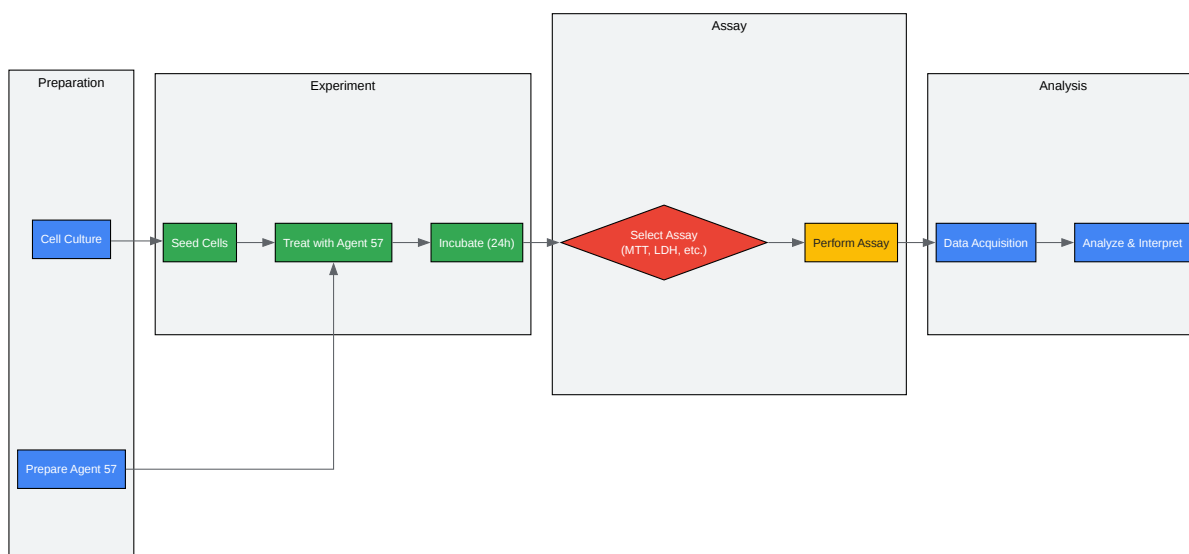 Preparation
Cell Culture
Prepare Agent 57
Experiment
Seed Cells
Treat with Agent 57
Incubate (24h)
Assay
Select Assay
(MTT, LDH, etc.)
Perform Assay
Analysis
Data Acquisition
Analyze & Interpret